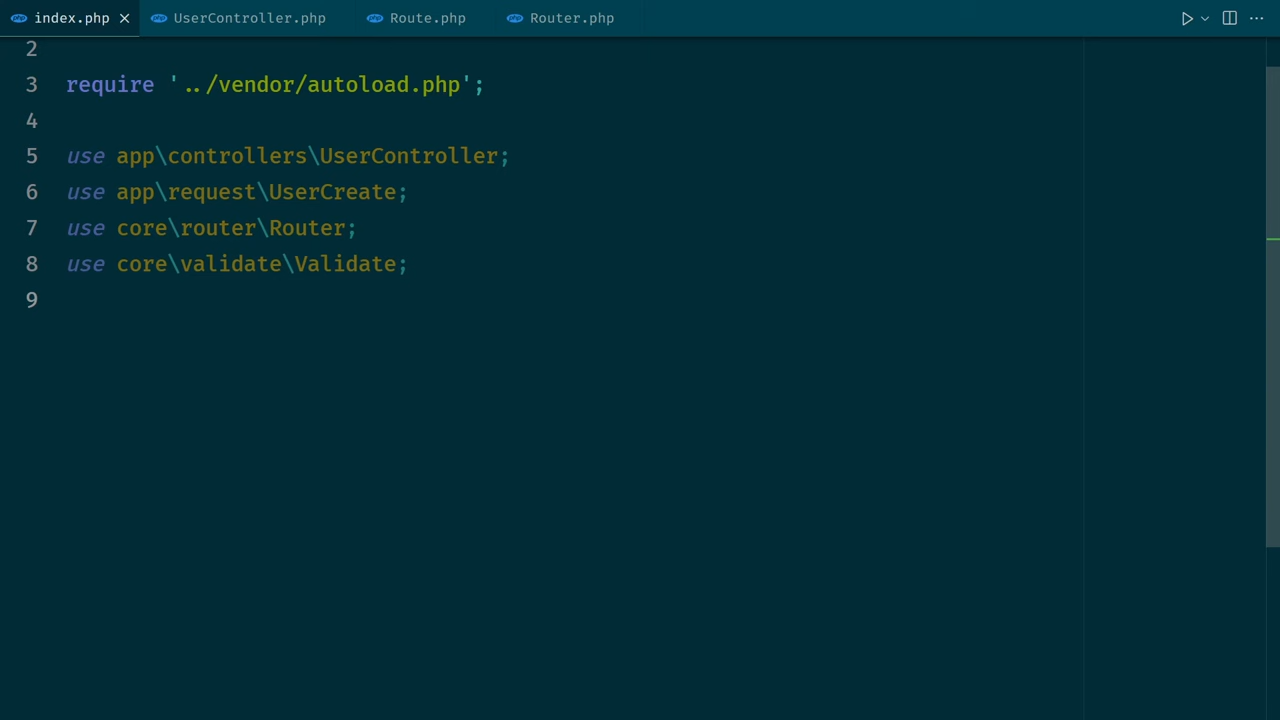 index.php UserController.php Route.php Router.php
2
3 require '../vendor/autoload.php';
4
5 use app\controllers\UserController;
6 use app\request\UserCreate;
7 use core\router\Router;
8 use core\validate\Validate;
9